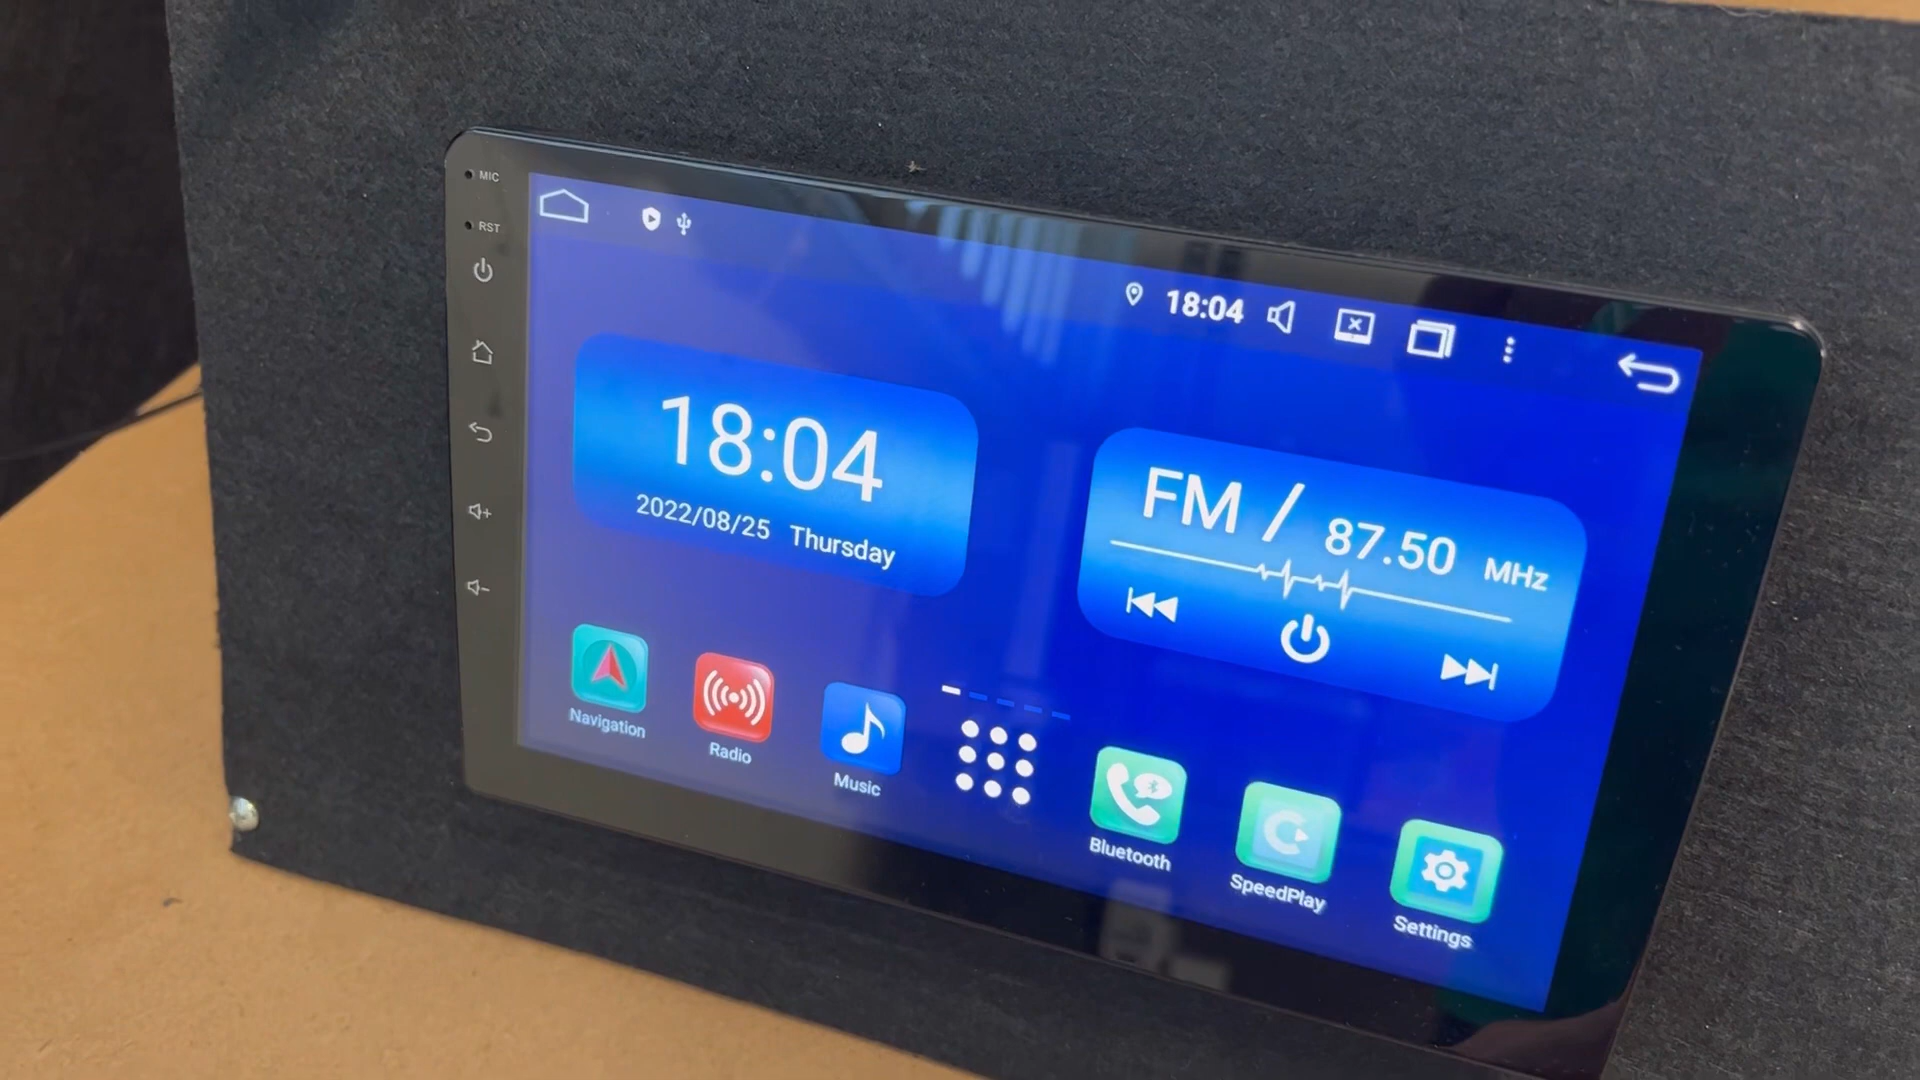 MIC
RST
18:04
18:04
2022/08/25 Thursday
FM / 87.50 MHz
Navigation
Radio
Music
Bluetooth
SpeedPlay
Settings